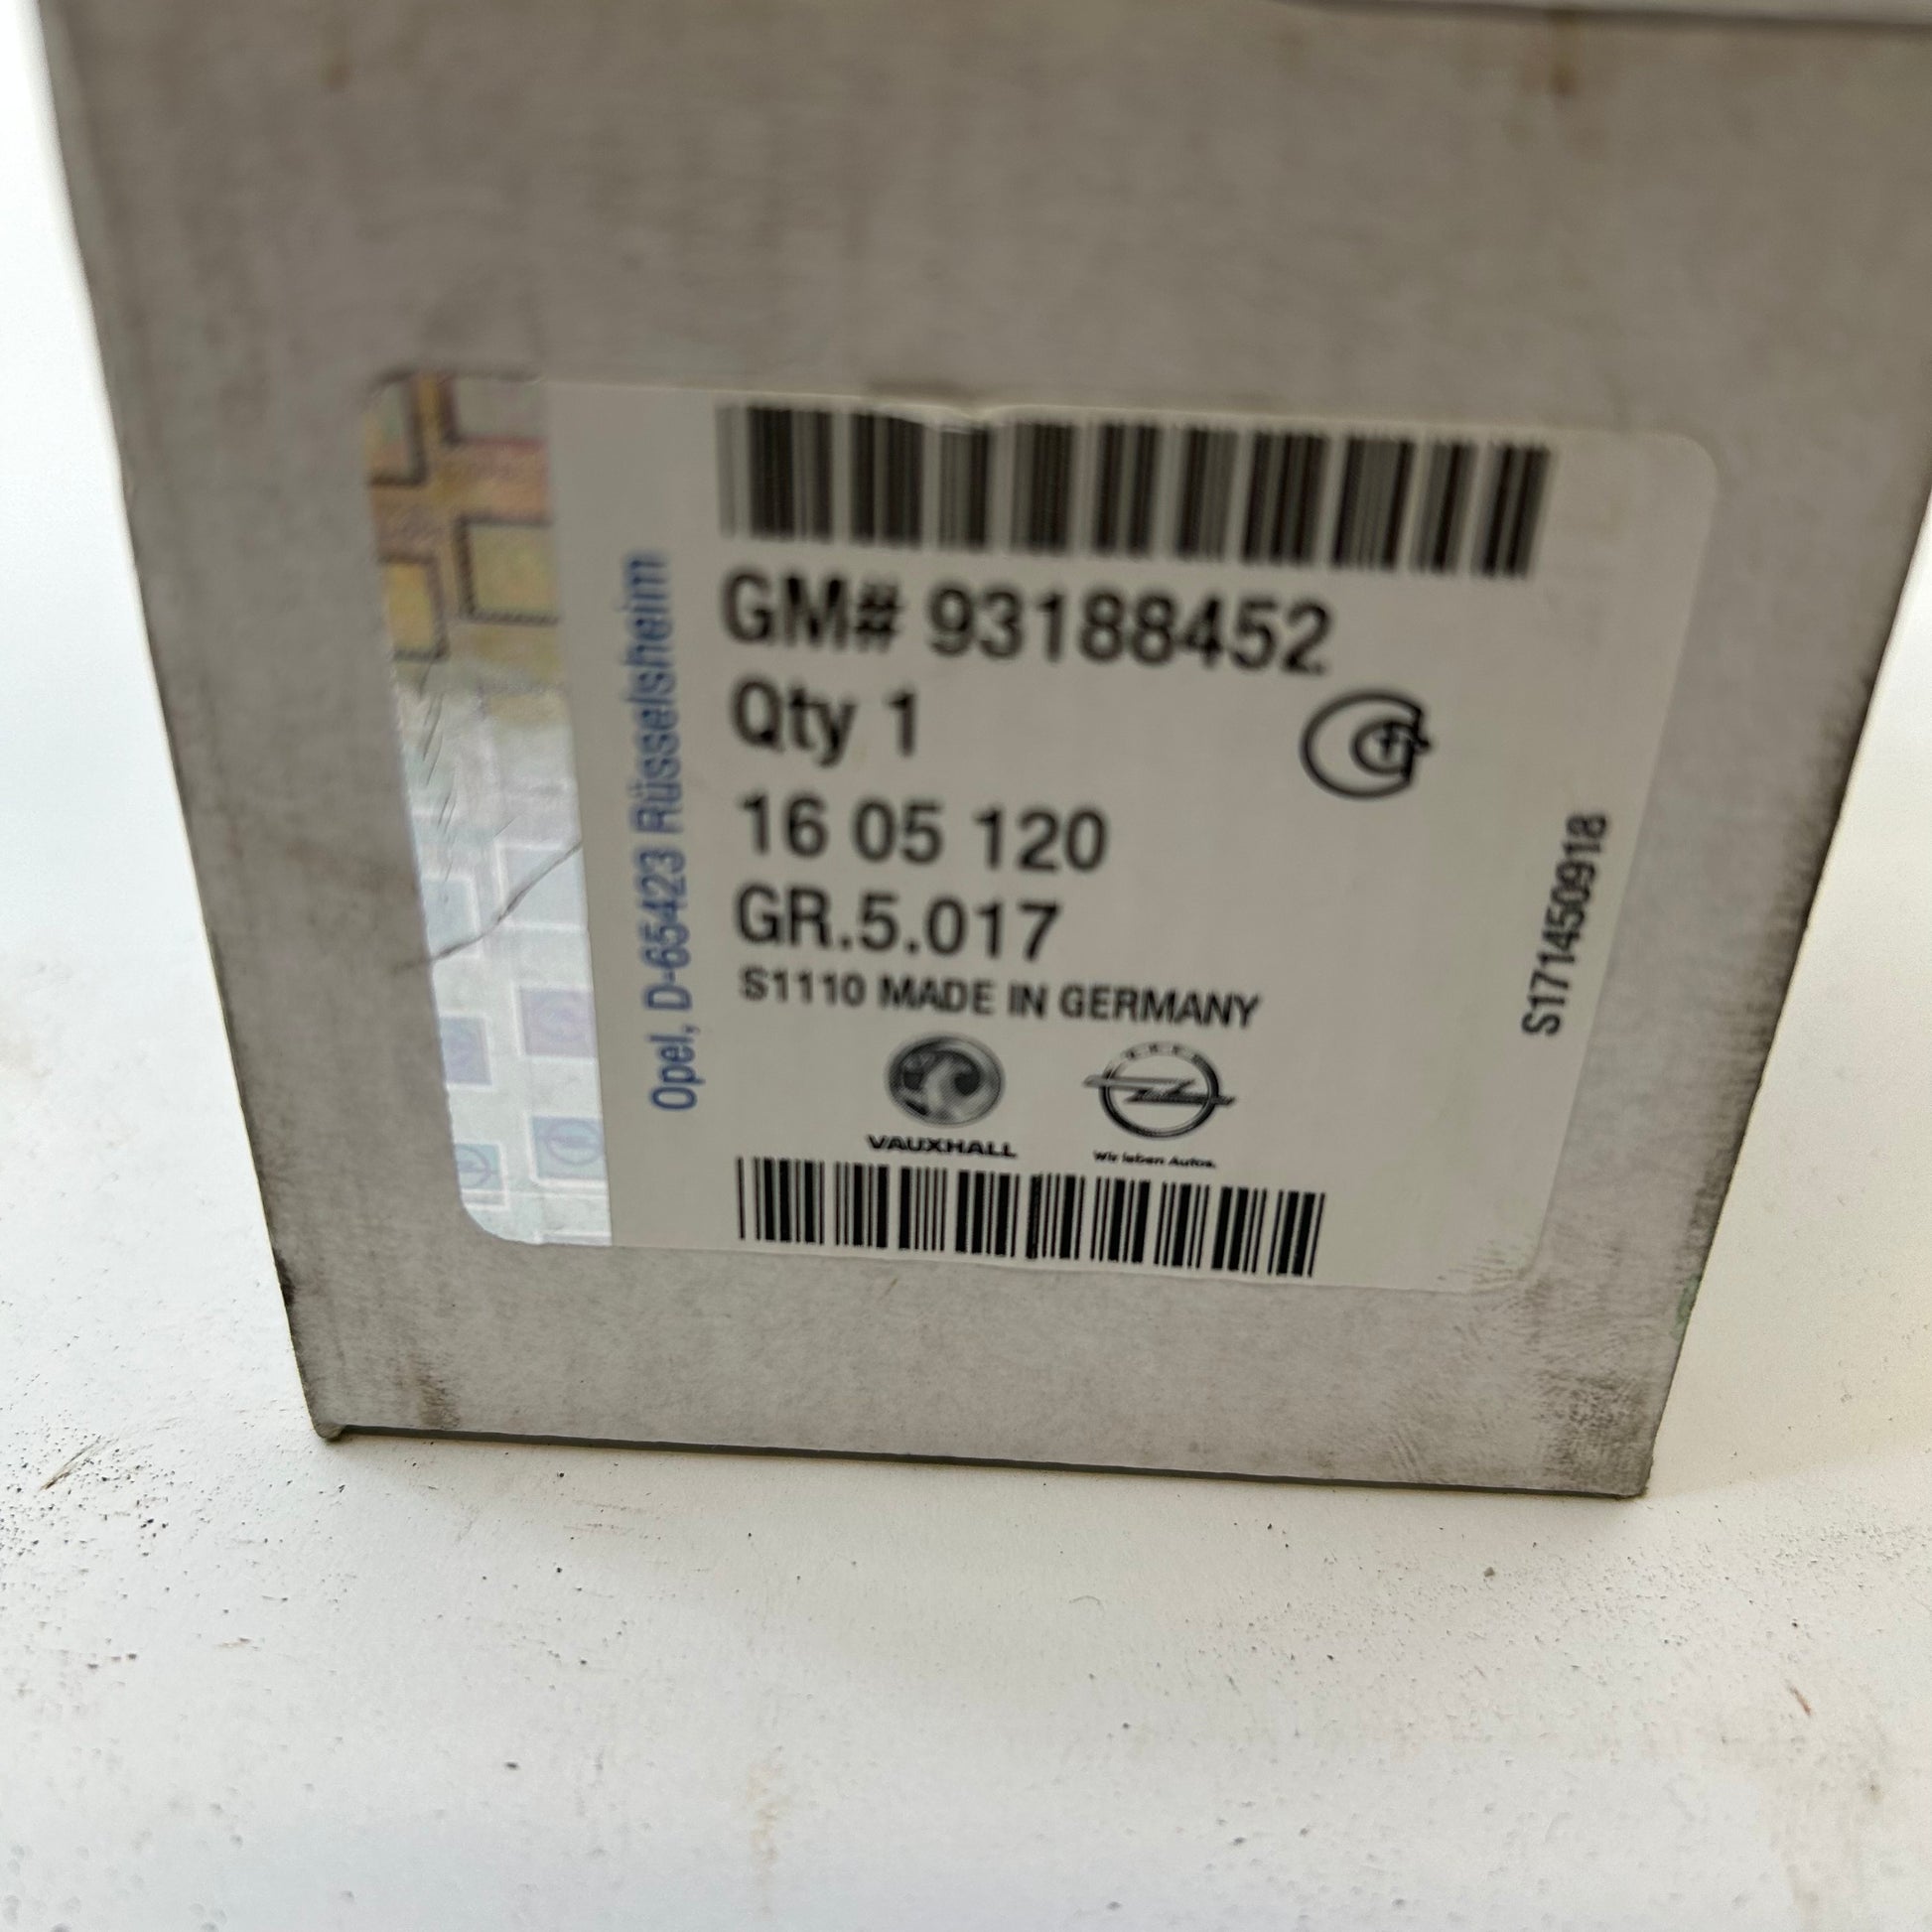 GM# 93188452
Qty 1
16 05 120
GR.5.017
S1110 MADE IN GERMANY
VAUXHALL
Wir leben Autos.
Opel, D-65423 Rüsselsheim
S171450918